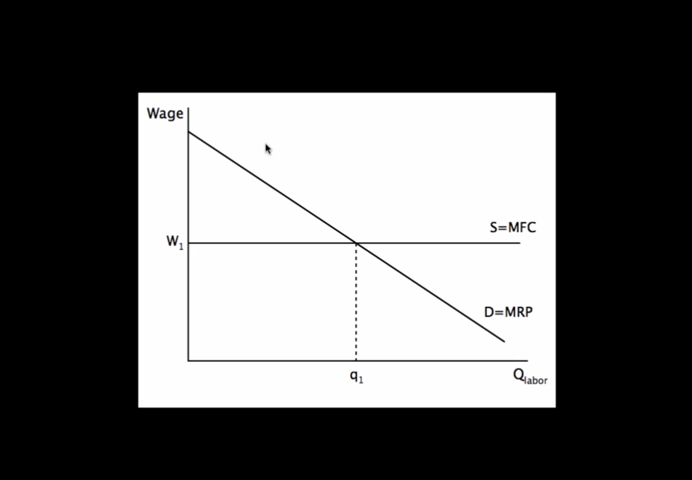 Wage
S=MFC
W₁
D=MRP
q₁
Qlabor